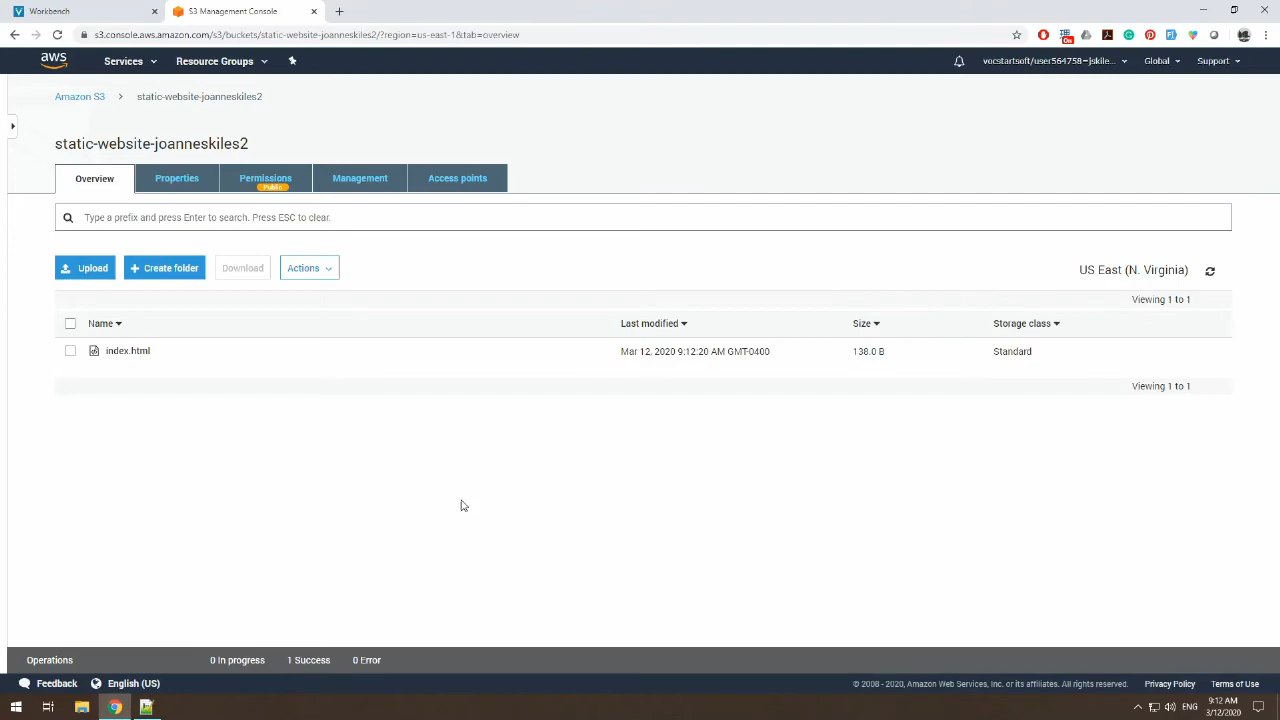 Workbench
S3 Management Console
s3.console.aws.amazon.com/s3/buckets/static-website-joanneskiles2/?region=us-east-1&tab=overview
aws
Services
Resource Groups
vocstartsoft/user564758=jskile...
Global
Support
Amazon S3
static-website-joanneskiles2
static-website-joanneskiles2
Overview
Properties
Permissions
Public
Management
Access points
Type a prefix and press Enter to search. Press ESC to clear.
Upload
Create folder
Download
Actions
US East (N. Virginia)
Viewing 1 to 1
Name
Last modified
Size
Storage class
index.html
Mar 12, 2020 9:12:20 AM GMT-0400
138.0 B
Standard
Viewing 1 to 1
Operations
0 In progress
1 Success
0 Error
Feedback
English (US)
© 2008 - 2020, Amazon Web Services, Inc. or its affiliates. All rights reserved.
Privacy Policy
Terms of Use
ENG
9:12 AM
3/12/2020